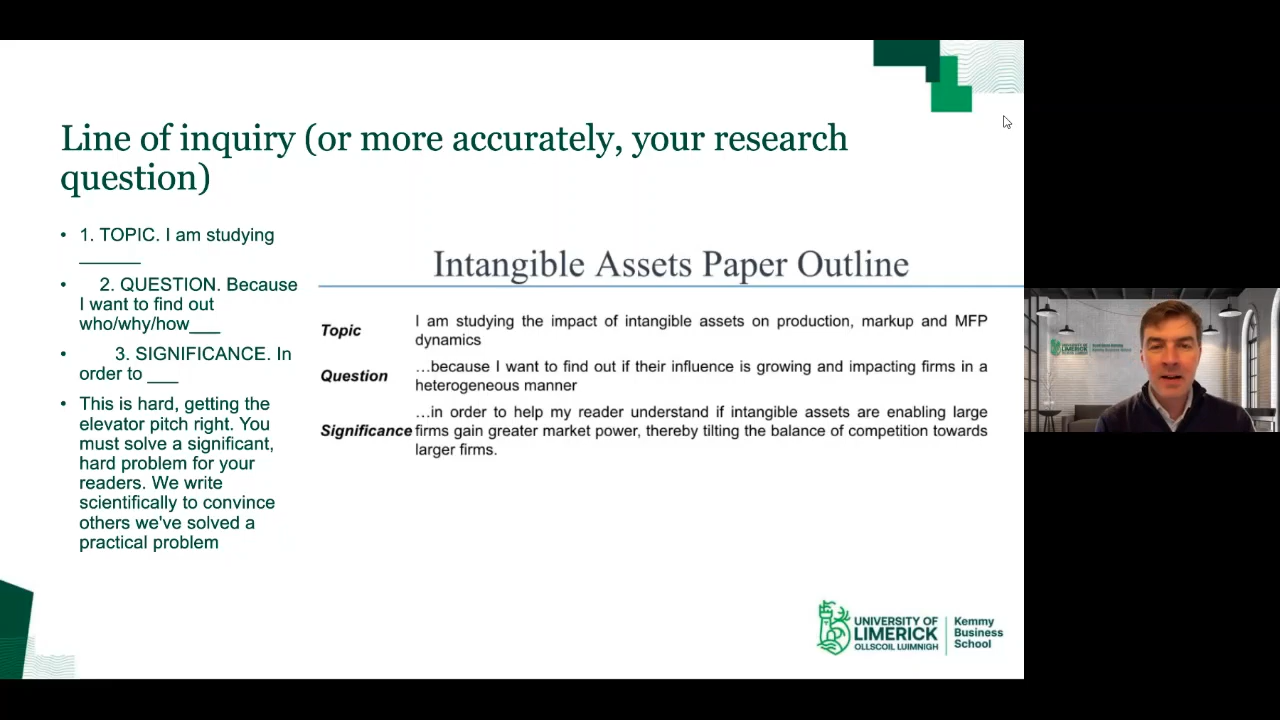 Line of inquiry (or more accurately, your research
question)
• 1. TOPIC. I am studying
______
• 2. QUESTION. Because
I want to find out
who/why/how___
• 3. SIGNIFICANCE. In
order to ___
• This is hard, getting the
elevator pitch right. You
must solve a significant,
hard problem for your
readers. We write
scientifically to convince
others we've solved a
practical problem
Intangible Assets Paper Outline
Topic
I am studying the impact of intangible assets on production, markup and MFP
dynamics
Question
…because I want to find out if their influence is growing and impacting firms in a
heterogeneous manner
Significance
…in order to help my reader understand if intangible assets are enabling large
firms gain greater market power, thereby tilting the balance of competition towards
larger firms.
UNIVERSITY OF
LIMERICK
OLLSCOIL LUIMNIGH
Kemmy
Business
School
UNIVERSITY OF
LIMERICK